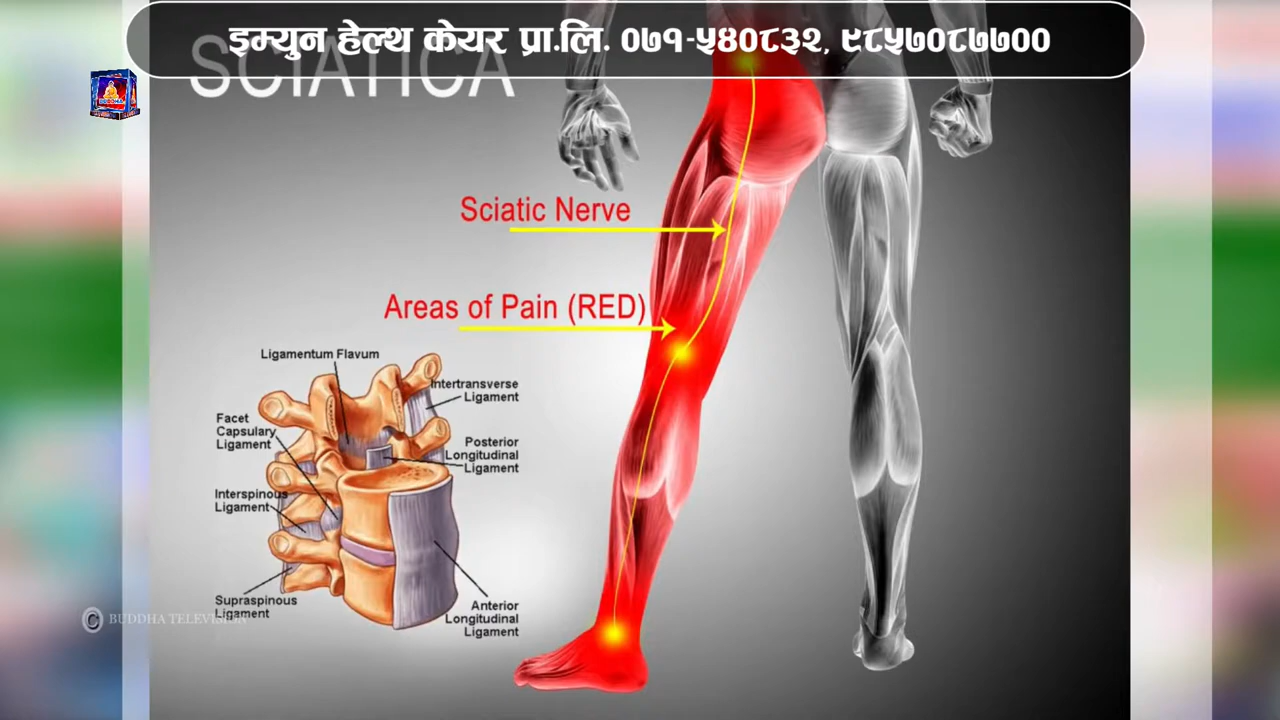 इम्युन हेल्थ केयर प्रा.लि. ०७१-५४०८३२, ९८५७०८७७००
SCIATICA
BUDDHA
Sciatic Nerve
Areas of Pain (RED)
Ligamentum Flavum
Intertransverse
Ligament
Facet
Capsulary
Ligament
Posterior
Longitudinal
Ligament
Interspinous
Ligament
Supraspinous
Ligament
Anterior
Longitudinal
Ligament
© BUDDHA TELEVISION